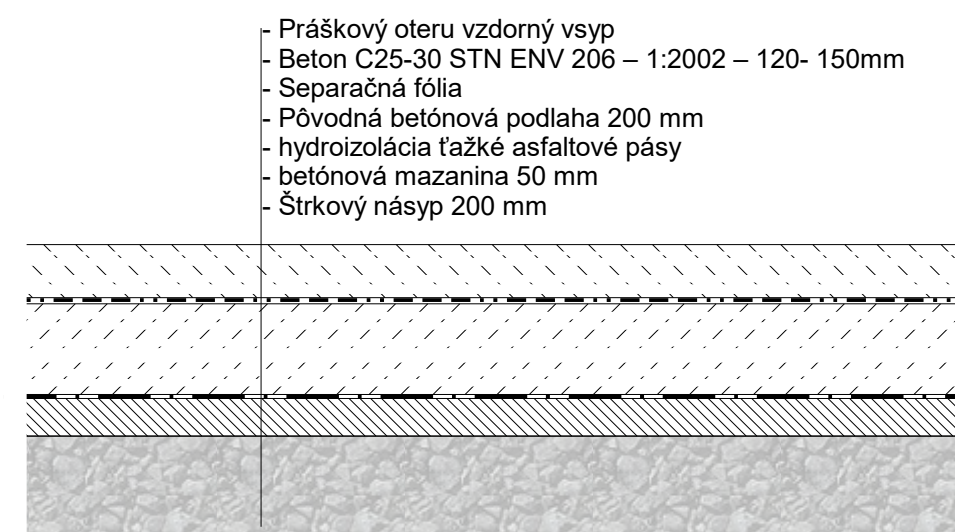 - Práškový oteru vzdorný vsyp
- Beton C25-30 STN ENV 206 – 1:2002 – 120- 150mm
- Separačná fólia
- Pôvodná betónová podlaha 200 mm
- hydroizolácia ťažké asfaltové pásy
- betónová mazanina 50 mm
- Štrkový násyp 200 mm